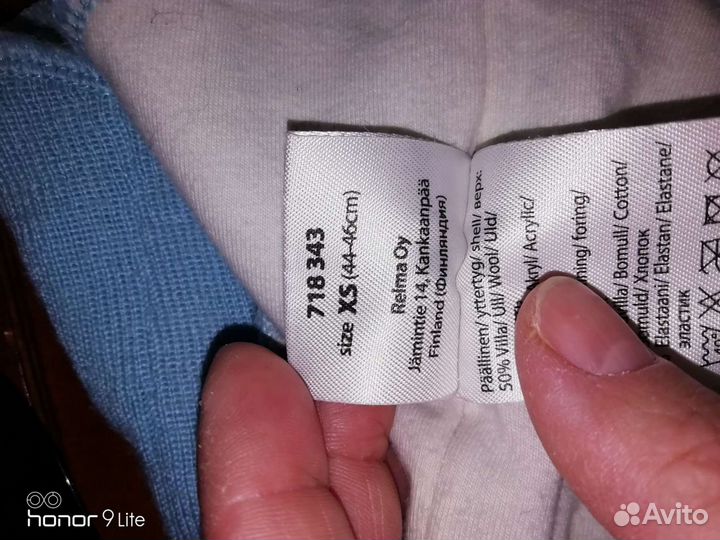 718 343
size XS (44-46cm)
Reima Oy
Jämintie 14, Kankaanpää
Finland (Финляндия)
Päällinen/ yttertyg/ shell/ верх:
50% Villa/ Ull/ Wool/ Uld/
Acrylic/
foring/
Bomull/ Cotton/
Elastaani/ Elastan/ Elastane/
Хлопок
эластик
honor 9 Lite
Avito